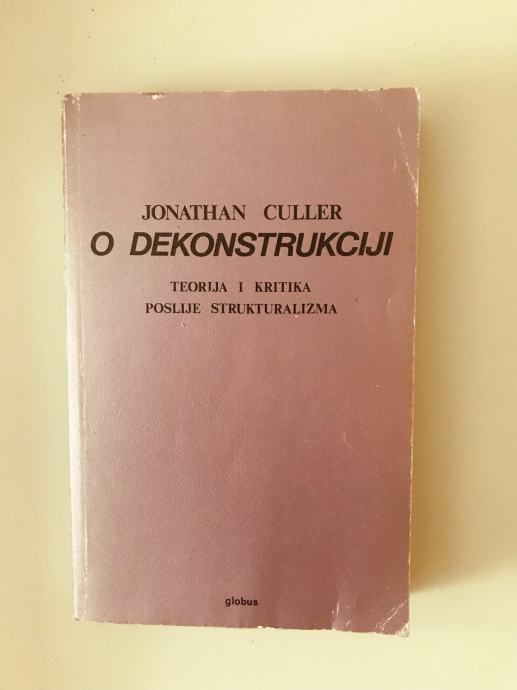 JONATHAN CULLER
O DEKONSTRUKCIJI
TEORIJA I KRITIKA
POSLIJE STRUKTURALIZMA
globus